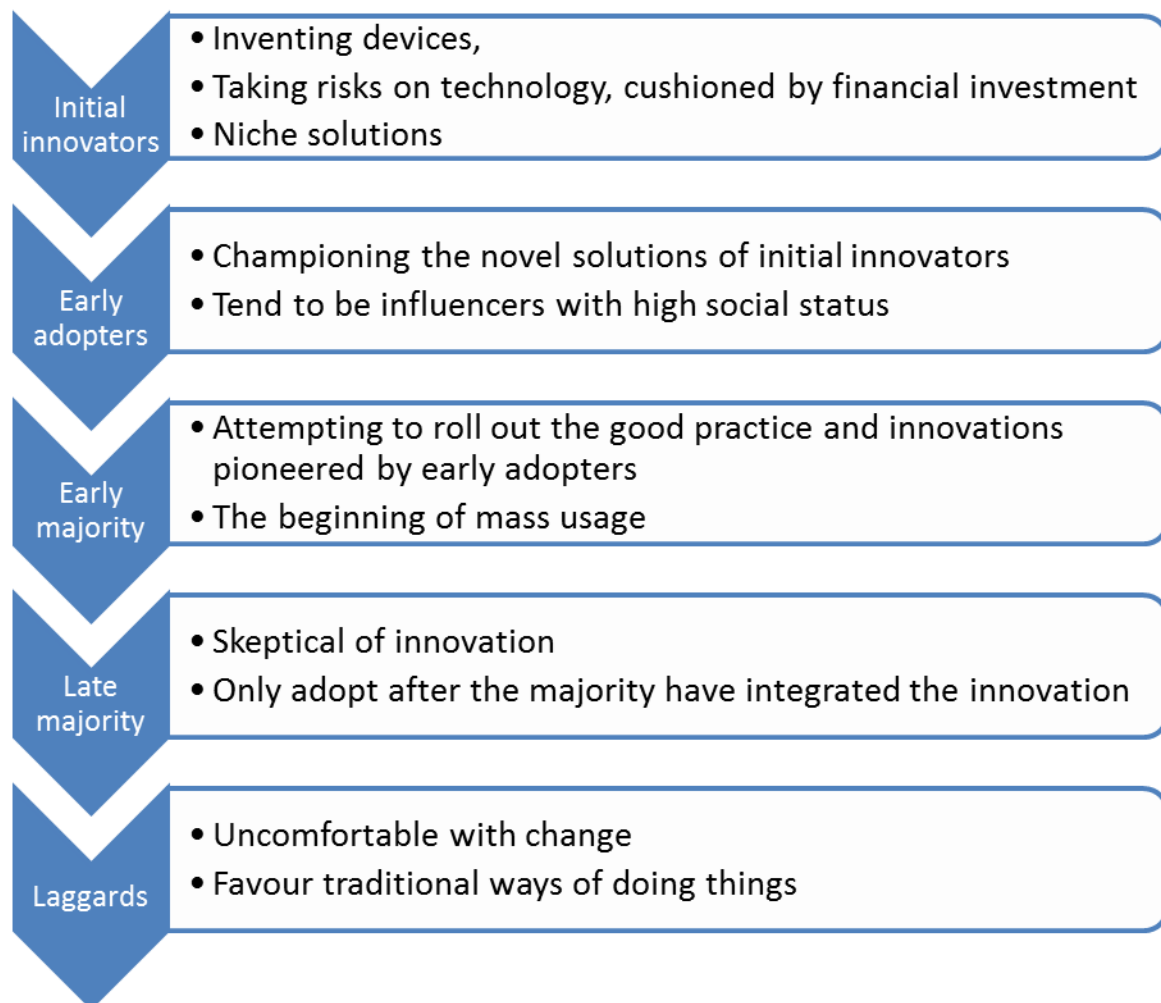 Initial
innovators
• Inventing devices,
• Taking risks on technology, cushioned by financial investment
• Niche solutions
Early
adopters
• Championing the novel solutions of initial innovators
• Tend to be influencers with high social status
Early
majority
• Attempting to roll out the good practice and innovations
pioneered by early adopters
• The beginning of mass usage
Late
majority
• Skeptical of innovation
• Only adopt after the majority have integrated the innovation
Laggards
• Uncomfortable with change
• Favour traditional ways of doing things